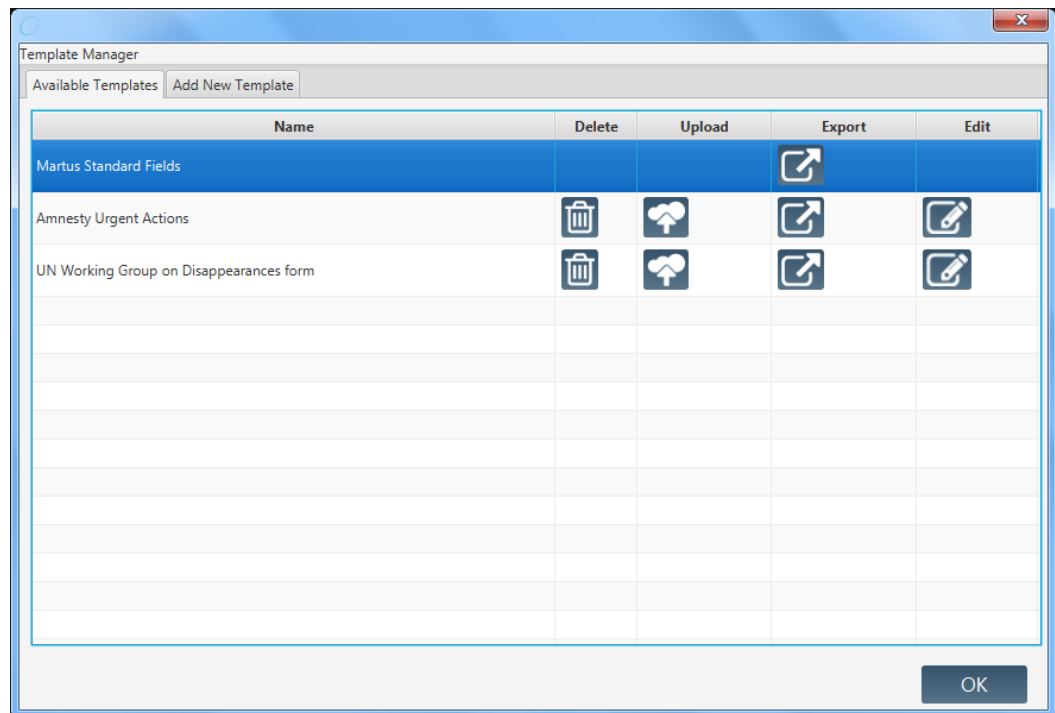 Template Manager
Available Templates Add New Template
Name Delete Upload Export Edit
Martus Standard Fields
Amnesty Urgent Actions
UN Working Group on Disappearances form
OK